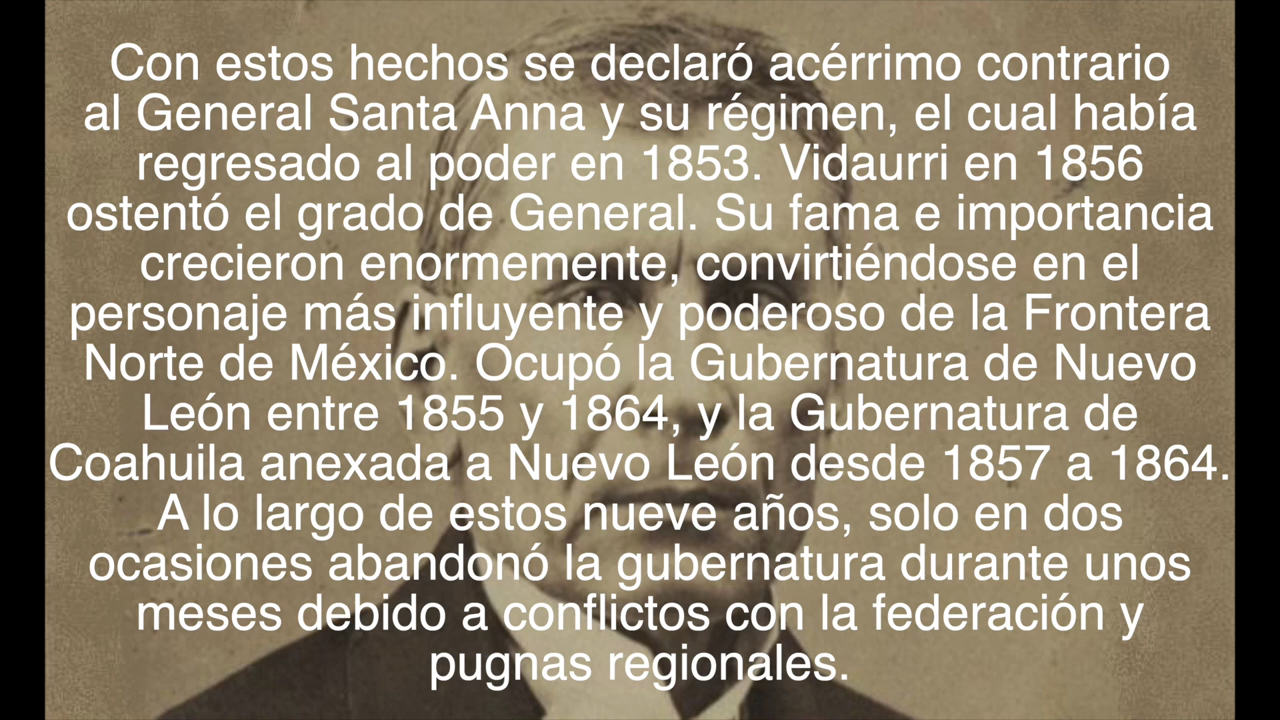 Con estos hechos se declaró acérrimo contrario
al General Santa Anna y su régimen, el cual había
regresado al poder en 1853. Vidaurri en 1856
ostentó el grado de General. Su fama e importancia
crecieron enormemente, convirtiéndose en el
personaje más influyente y poderoso de la Frontera
Norte de México. Ocupó la Gubernatura de Nuevo
León entre 1855 y 1864, y la Gubernatura de
Coahuila anexada a Nuevo León desde 1857 a 1864.
A lo largo de estos nueve años, solo en dos
ocasiones abandonó la gubernatura durante unos
meses debido a conflictos con la federación y
pugnas regionales.